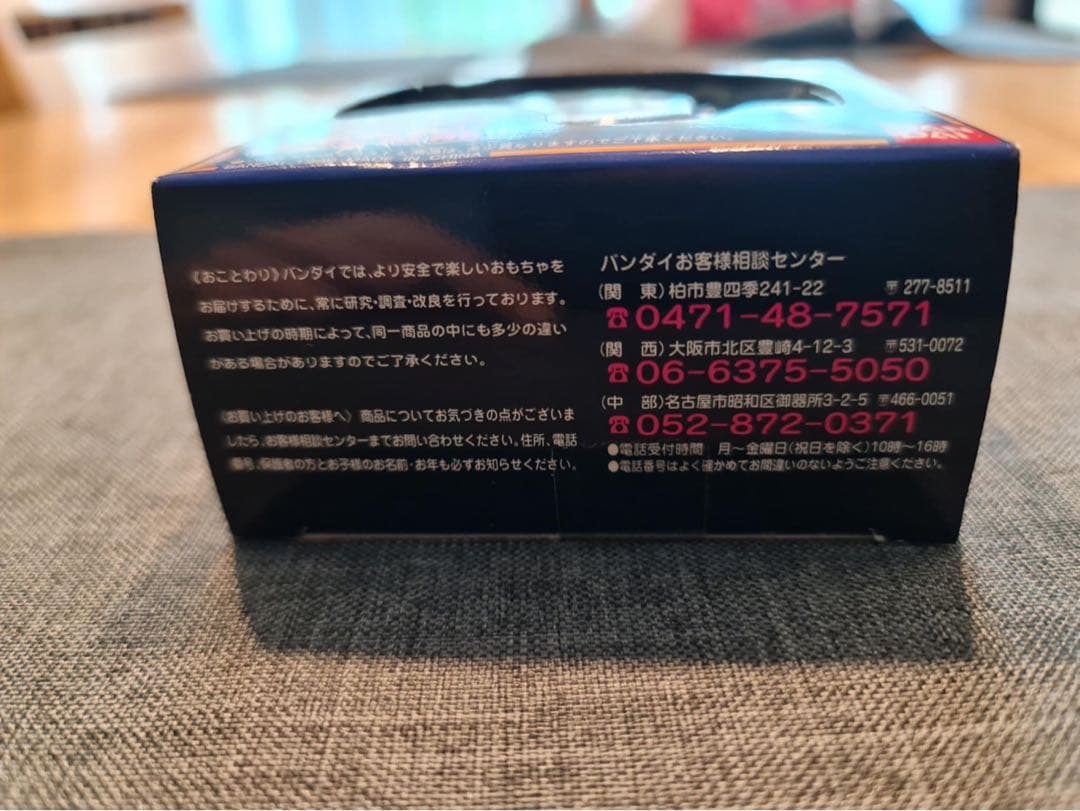 《おことわり》バンダイでは、より安全で楽しいおもちゃを
お届けするために、常に研究・調査・改良を行っております。
お買い上げの時期によって、同一商品の中にも多少の違い
がある場合がありますのでご了承ください。
〈お買い上げのお客様へ〉商品についてお気づきの点がございま
したら、お客様相談センターまでお問い合わせください。住所、電話
番号、保護者の方とお子様のお名前・お年も必ずお知らせください。
バンダイお客様相談センター
(関　東)柏市豊四季241-22 〒277-8511
☎0471-48-7571
(関　西)大阪市北区豊崎4-12-3 〒531-0072
☎06-6375-5050
(中　部)名古屋市昭和区御器所3-2-5 〒466-0051
☎052-872-0371
●電話受付時間　月〜金曜日(祝日を除く)10時〜16時
●電話番号はよく確かめてお間違いのないようご注意ください。